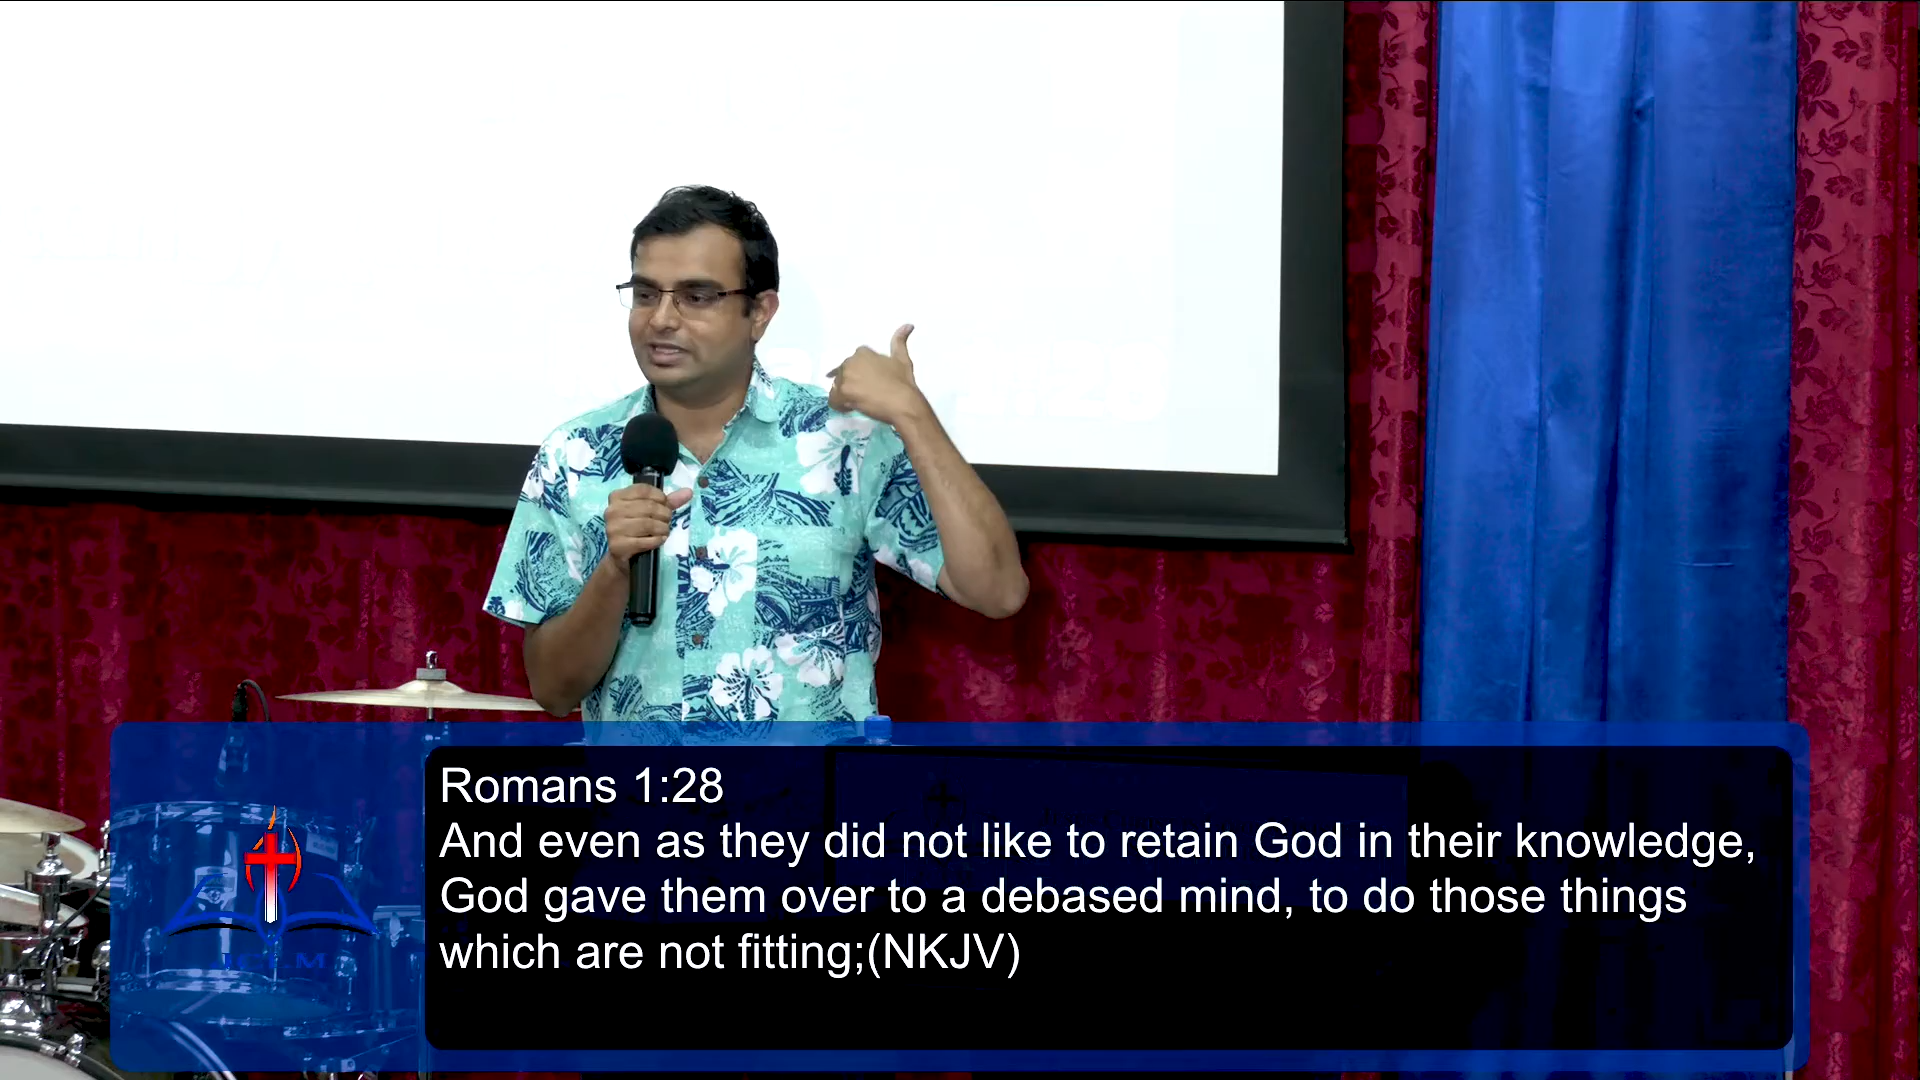 Romans 1:28
And even as they did not like to retain God in their knowledge,
God gave them over to a debased mind, to do those things
which are not fitting;(NKJV)